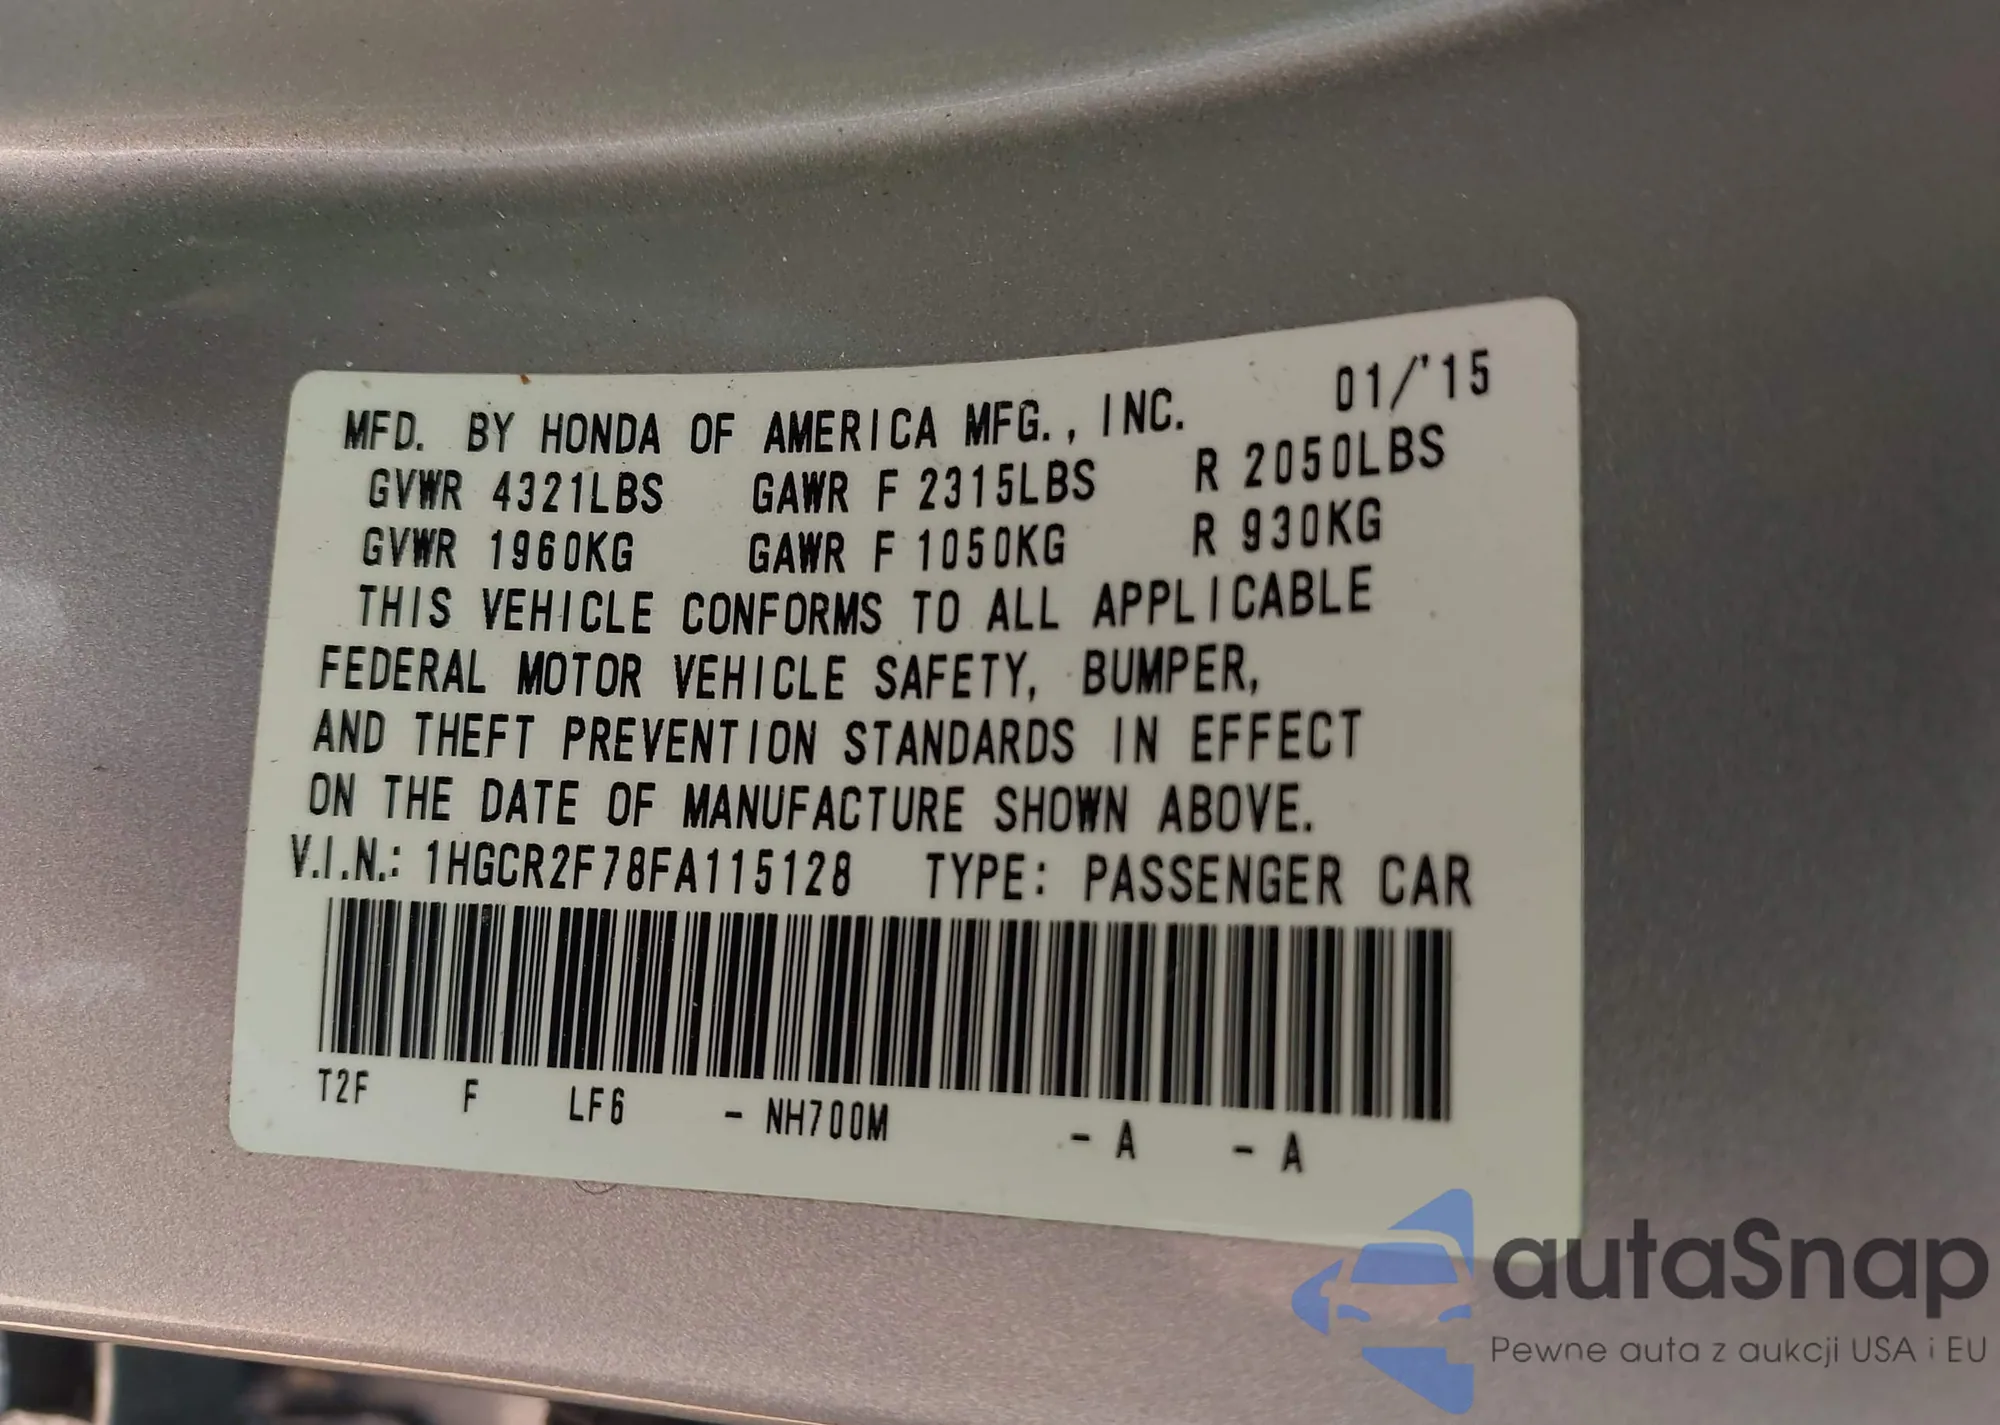 MFD. BY HONDA OF AMERICA MFG., INC. 01/'15
GVWR 4321LBS GAWR F 2315LBS R 2050LBS
GVWR 1960KG GAWR F 1050KG R 930KG
THIS VEHICLE CONFORMS TO ALL APPLICABLE
FEDERAL MOTOR VEHICLE SAFETY, BUMPER,
AND THEFT PREVENTION STANDARDS IN EFFECT
ON THE DATE OF MANUFACTURE SHOWN ABOVE.
V.I.N.: 1HGCR2F78FA115128 TYPE: PASSENGER CAR
T2F F LF6 - NH700M - A - A
autaSnap
Pewne auta z aukcji USA i EU